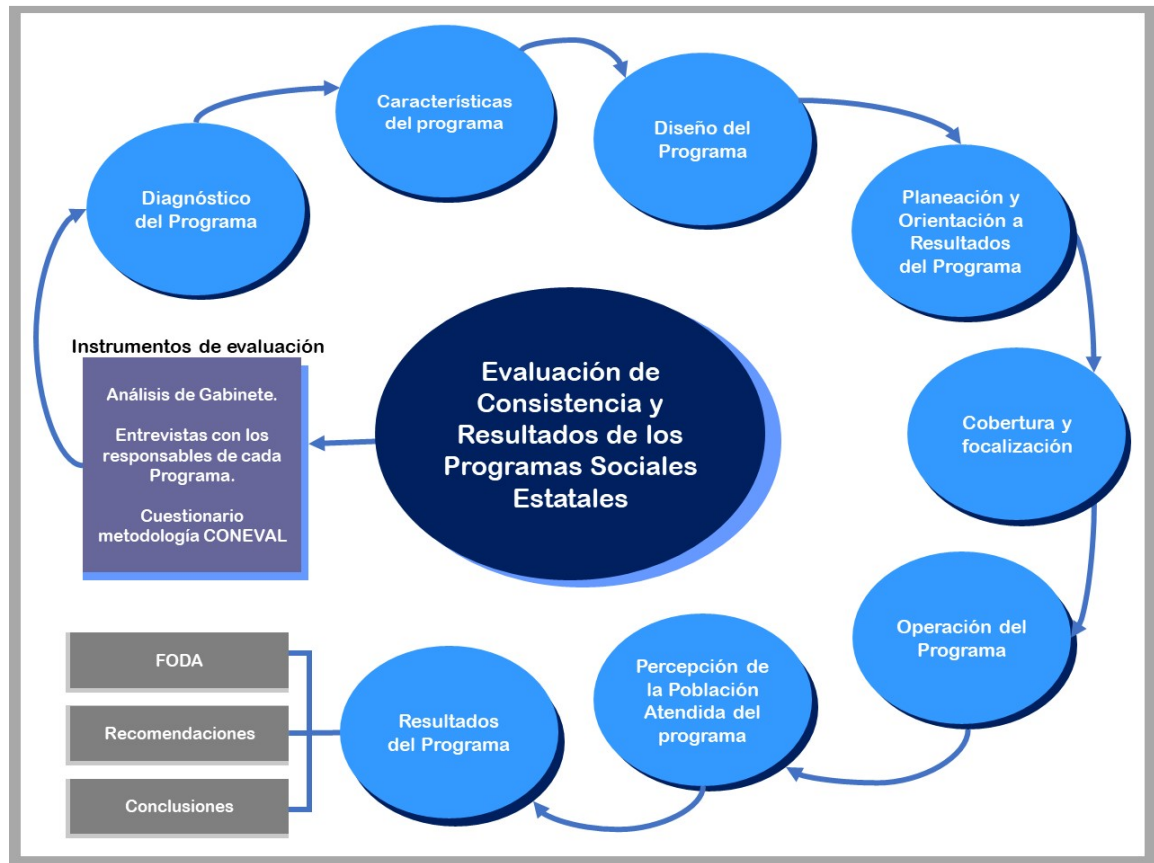 Evaluación de
Consistencia y
Resultados de los
Programas Sociales
Estatales
Instrumentos de evaluación
Análisis de Gabinete.
Entrevistas con los
responsables de cada
Programa.
Cuestionario
metodología CONEVAL
Diagnóstico
del Programa
Características
del programa
Diseño del
Programa
Planeación y
Orientación a
Resultados
del Programa
Cobertura y
focalización
Operación del
Programa
Percepción de
la Población
Atendida del
programa
Resultados
del Programa
FODA
Recomendaciones
Conclusiones